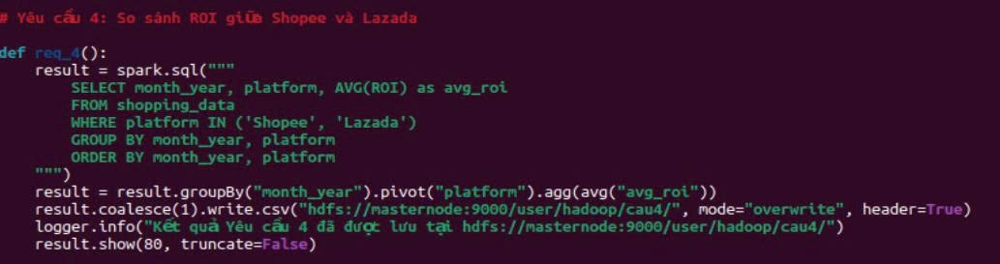 # Yêu cầu 4: So sánh ROI giữa Shopee và Lazada
def req_4():
    result = spark.sql("""
        SELECT month_year, platform, AVG(ROI) as avg_roi
        FROM shopping_data
        WHERE platform IN ('Shopee', 'Lazada')
        GROUP BY month_year, platform
        ORDER BY month_year, platform
    """)
    result = result.groupBy("month_year").pivot("platform").agg(avg("avg_roi"))
    result.coalesce(1).write.csv("hdfs://masternode:9000/user/hadoop/cau4/", mode="overwrite", header=True)
    logger.info("Kết quả Yêu cầu 4 đã được lưu tại hdfs://masternode:9000/user/hadoop/cau4/")
    result.show(80, truncate=False)